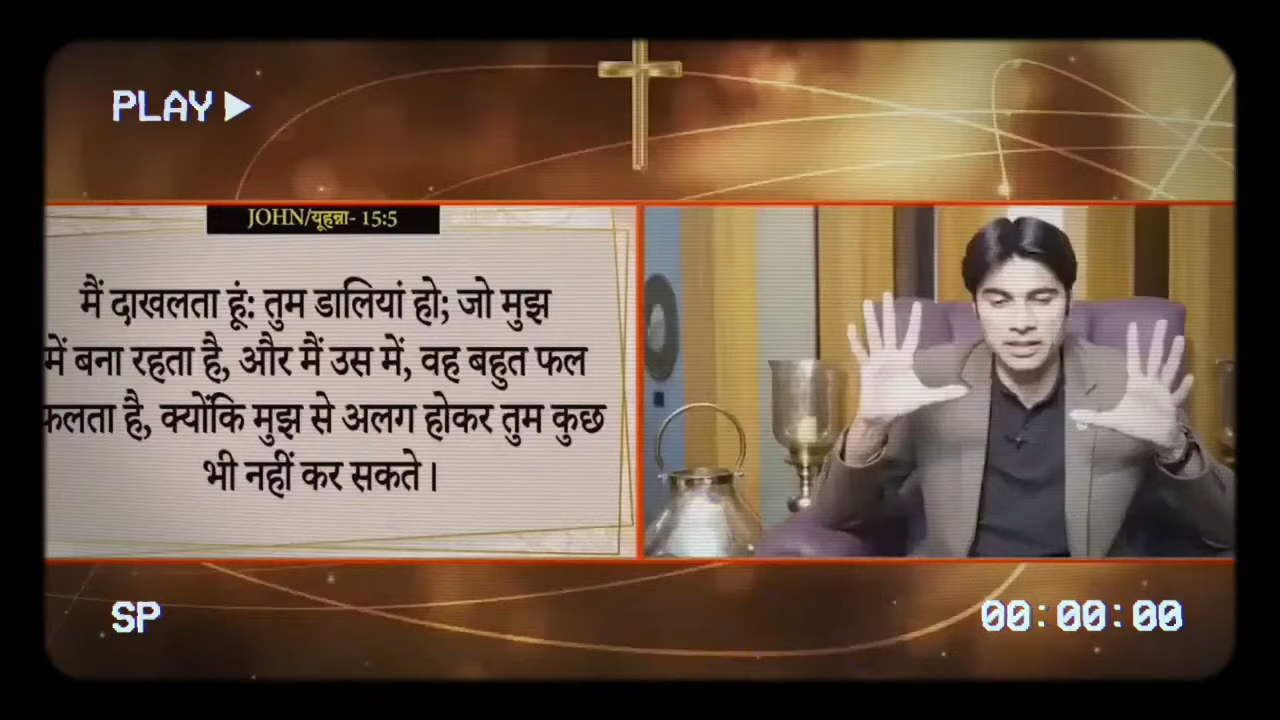 PLAY
JOHN/यूहन्ना- 15:5
मैं दाखलता हूं: तुम डालियां हो; जो मुझ
में बना रहता है, और मैं उस में, वह बहुत फल
फलता है, क्योंकि मुझ से अलग होकर तुम कुछ
भी नहीं कर सकते।
SP
00:00:00